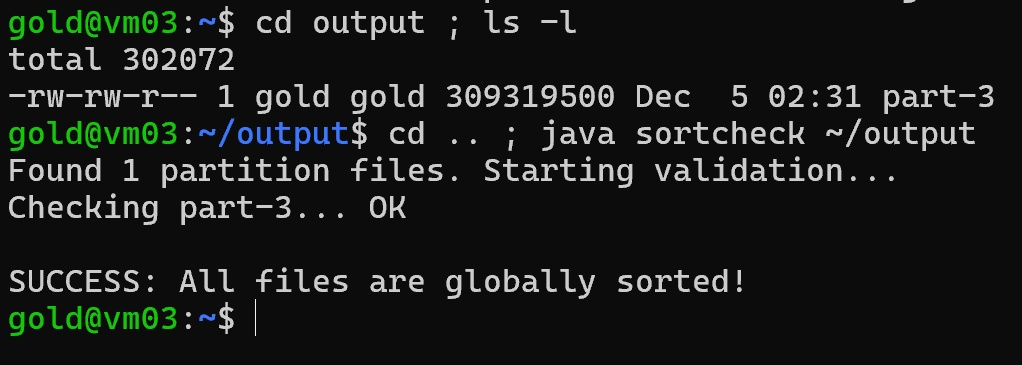 gold@vm03:~$ cd output ; ls -l
total 302072
-rw-rw-r-- 1 gold gold 309319500 Dec  5 02:31 part-3
gold@vm03:~/output$ cd .. ; java sortcheck ~/output
Found 1 partition files. Starting validation...
Checking part-3... OK

SUCCESS: All files are globally sorted!
gold@vm03:~$